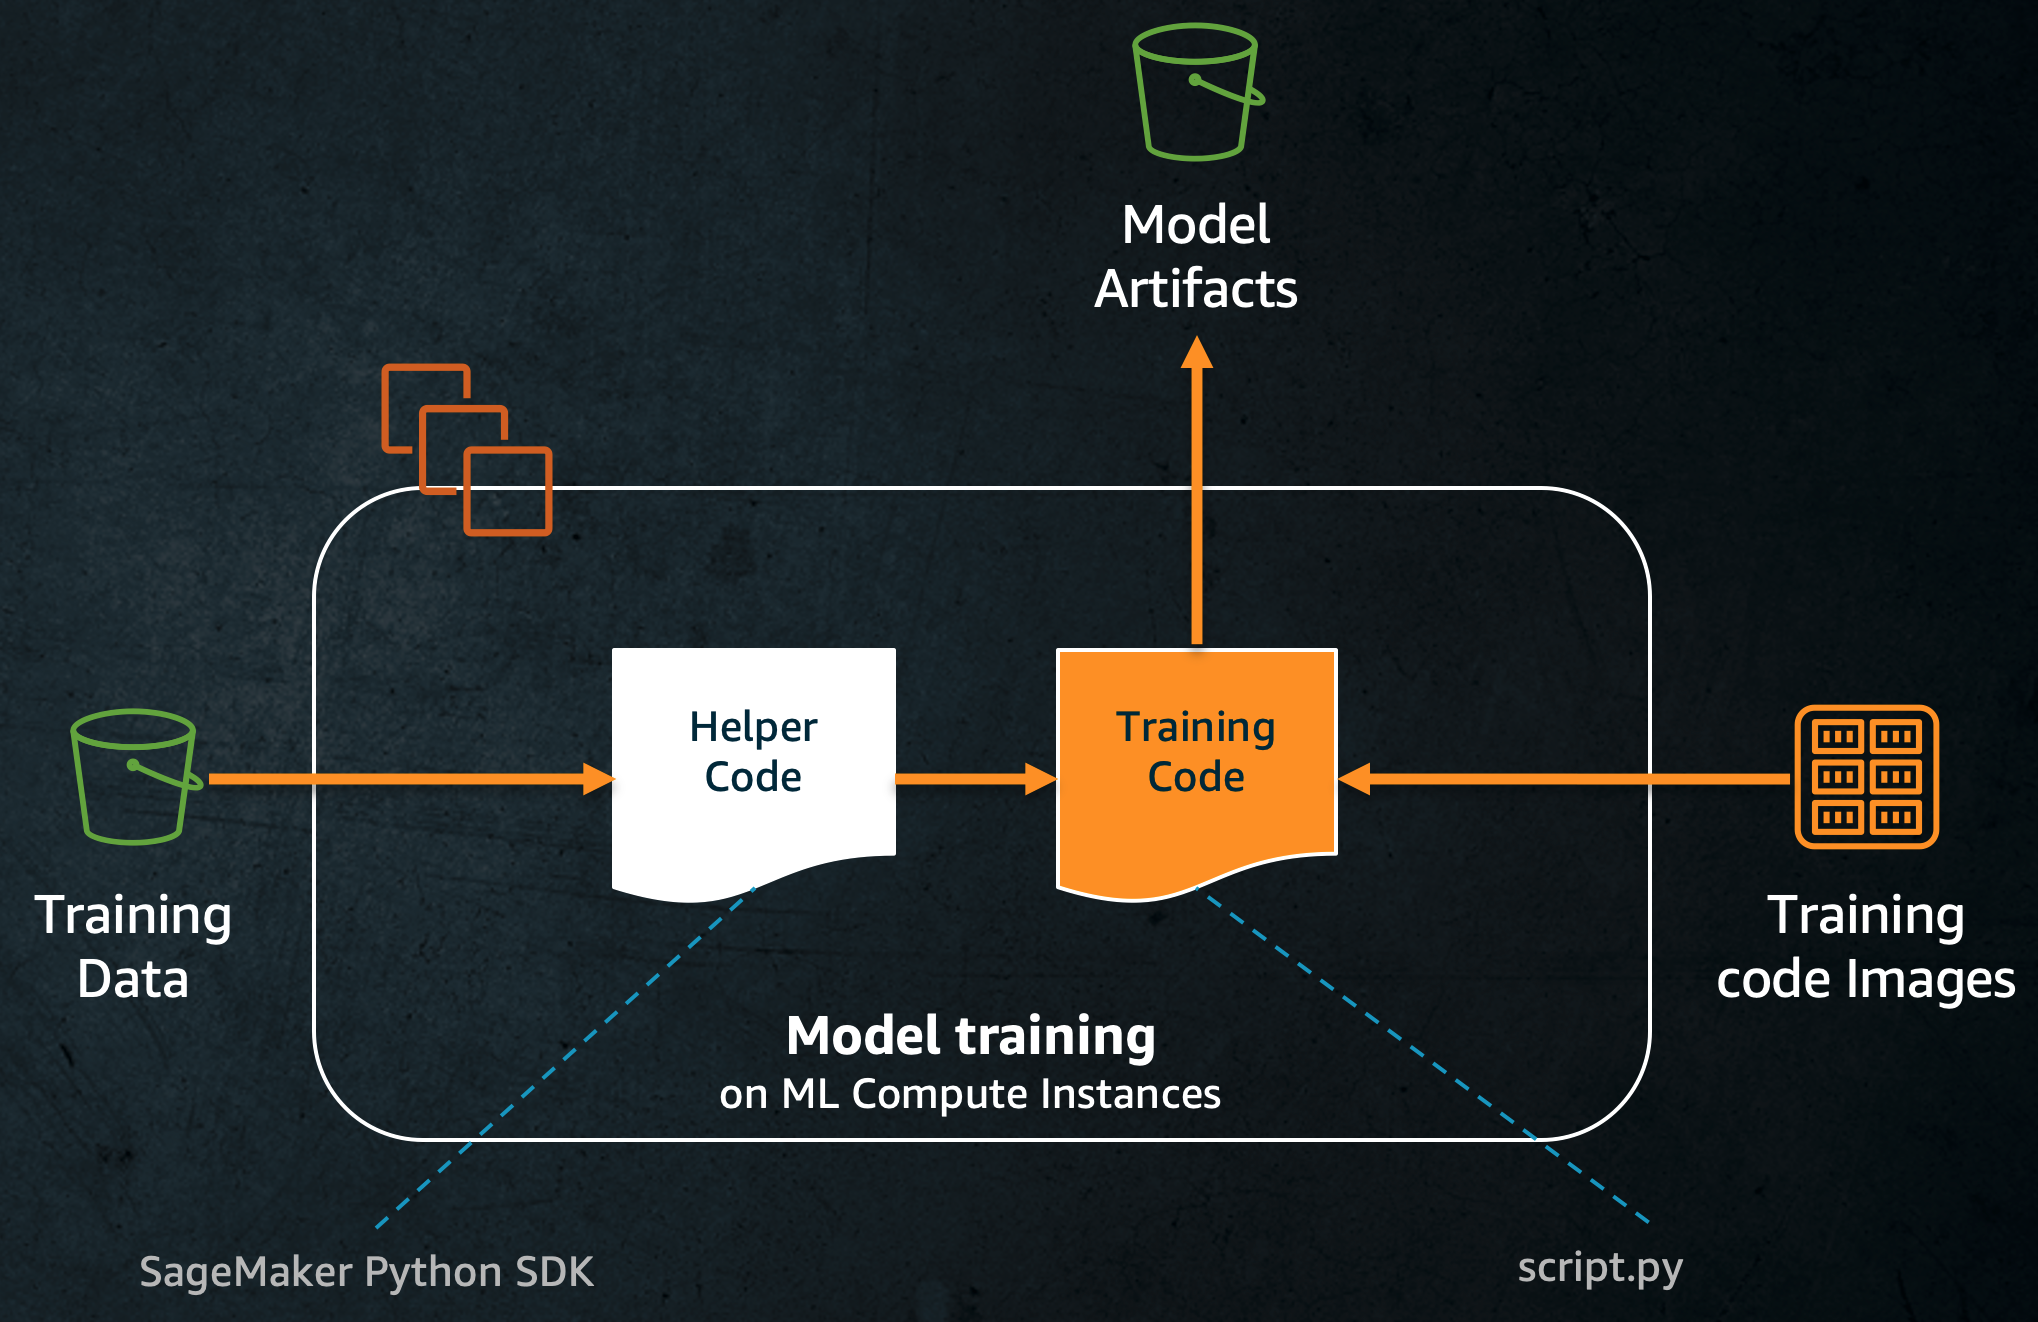 Model
Artifacts
Helper
Code
Training
Code
Training
Data
Training
code Images
Model training
on ML Compute Instances
SageMaker Python SDK
script.py